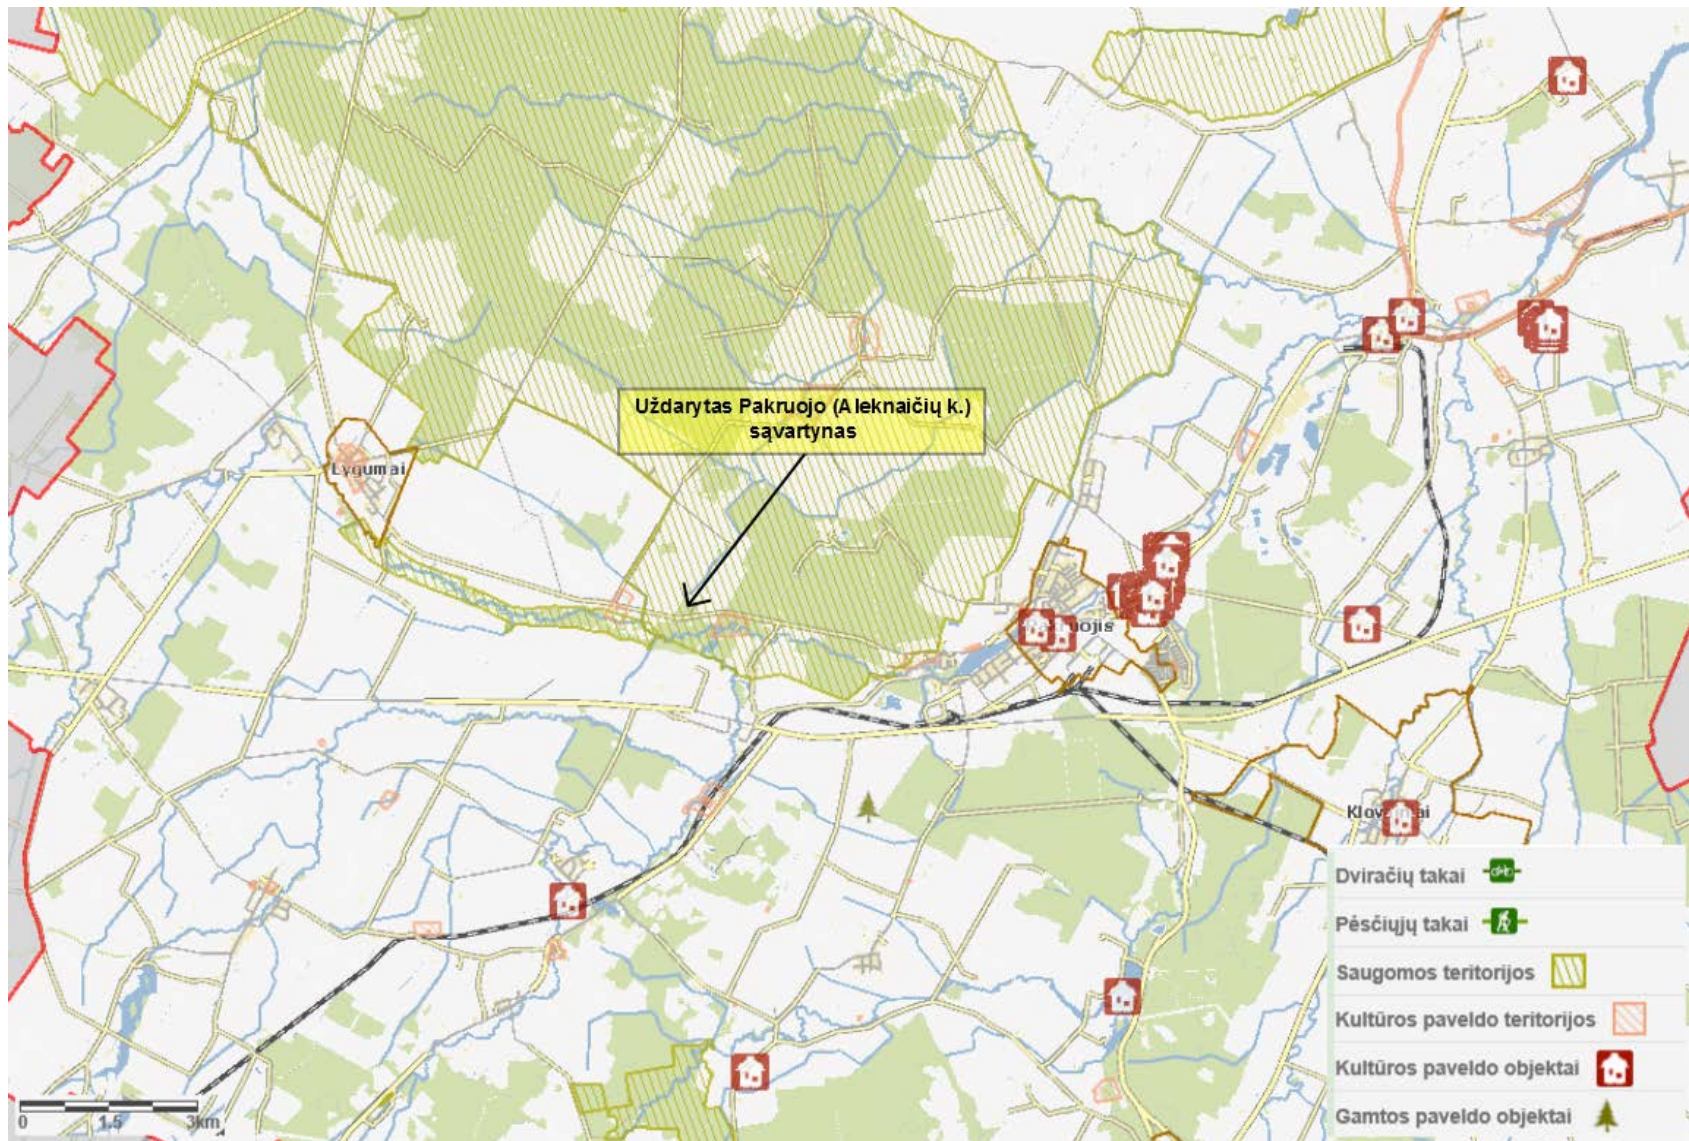 Uždarytas Pakruojo (Aleknaičių k.)
sąvartynas
Lygumai
Dviračių takai
Pėsčiųjų takai
Saugomos teritorijos
Kultūros paveldo teritorijos
Kultūros paveldo objektai
Gamtos paveldo objektai
0 1.5 3km